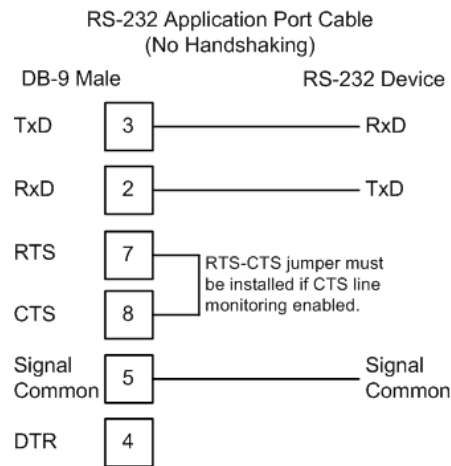 RS-232 Application Port Cable
(No Handshaking)
DB-9 Male
RS-232 Device
TxD
3
RxD
RxD
2
TxD
RTS
7
RTS-CTS jumper must
be installed if CTS line
monitoring enabled.
CTS
8
Signal
Common
5
Signal
Common
DTR
4